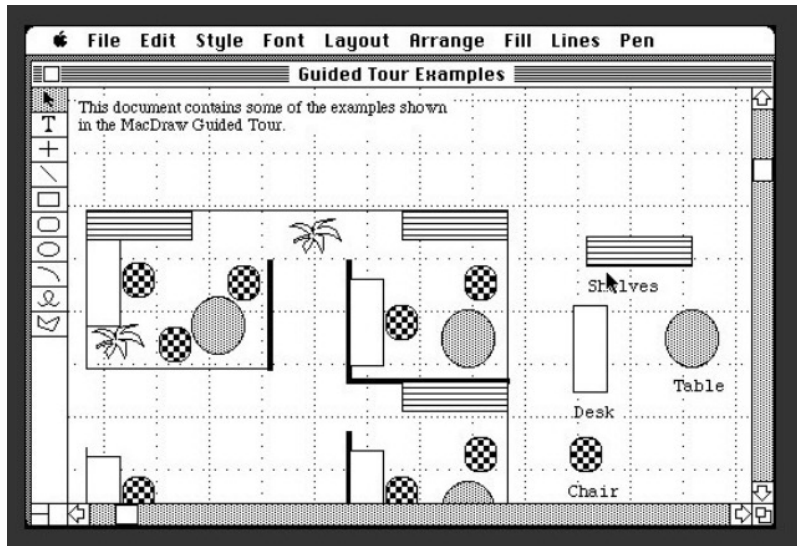 File Edit Style Font Layout Arrange Fill Lines Pen
Guided Tour Examples
This document contains some of the examples shown
in the MacDraw Guided Tour.
T
Shelves
Table
Desk
Chair